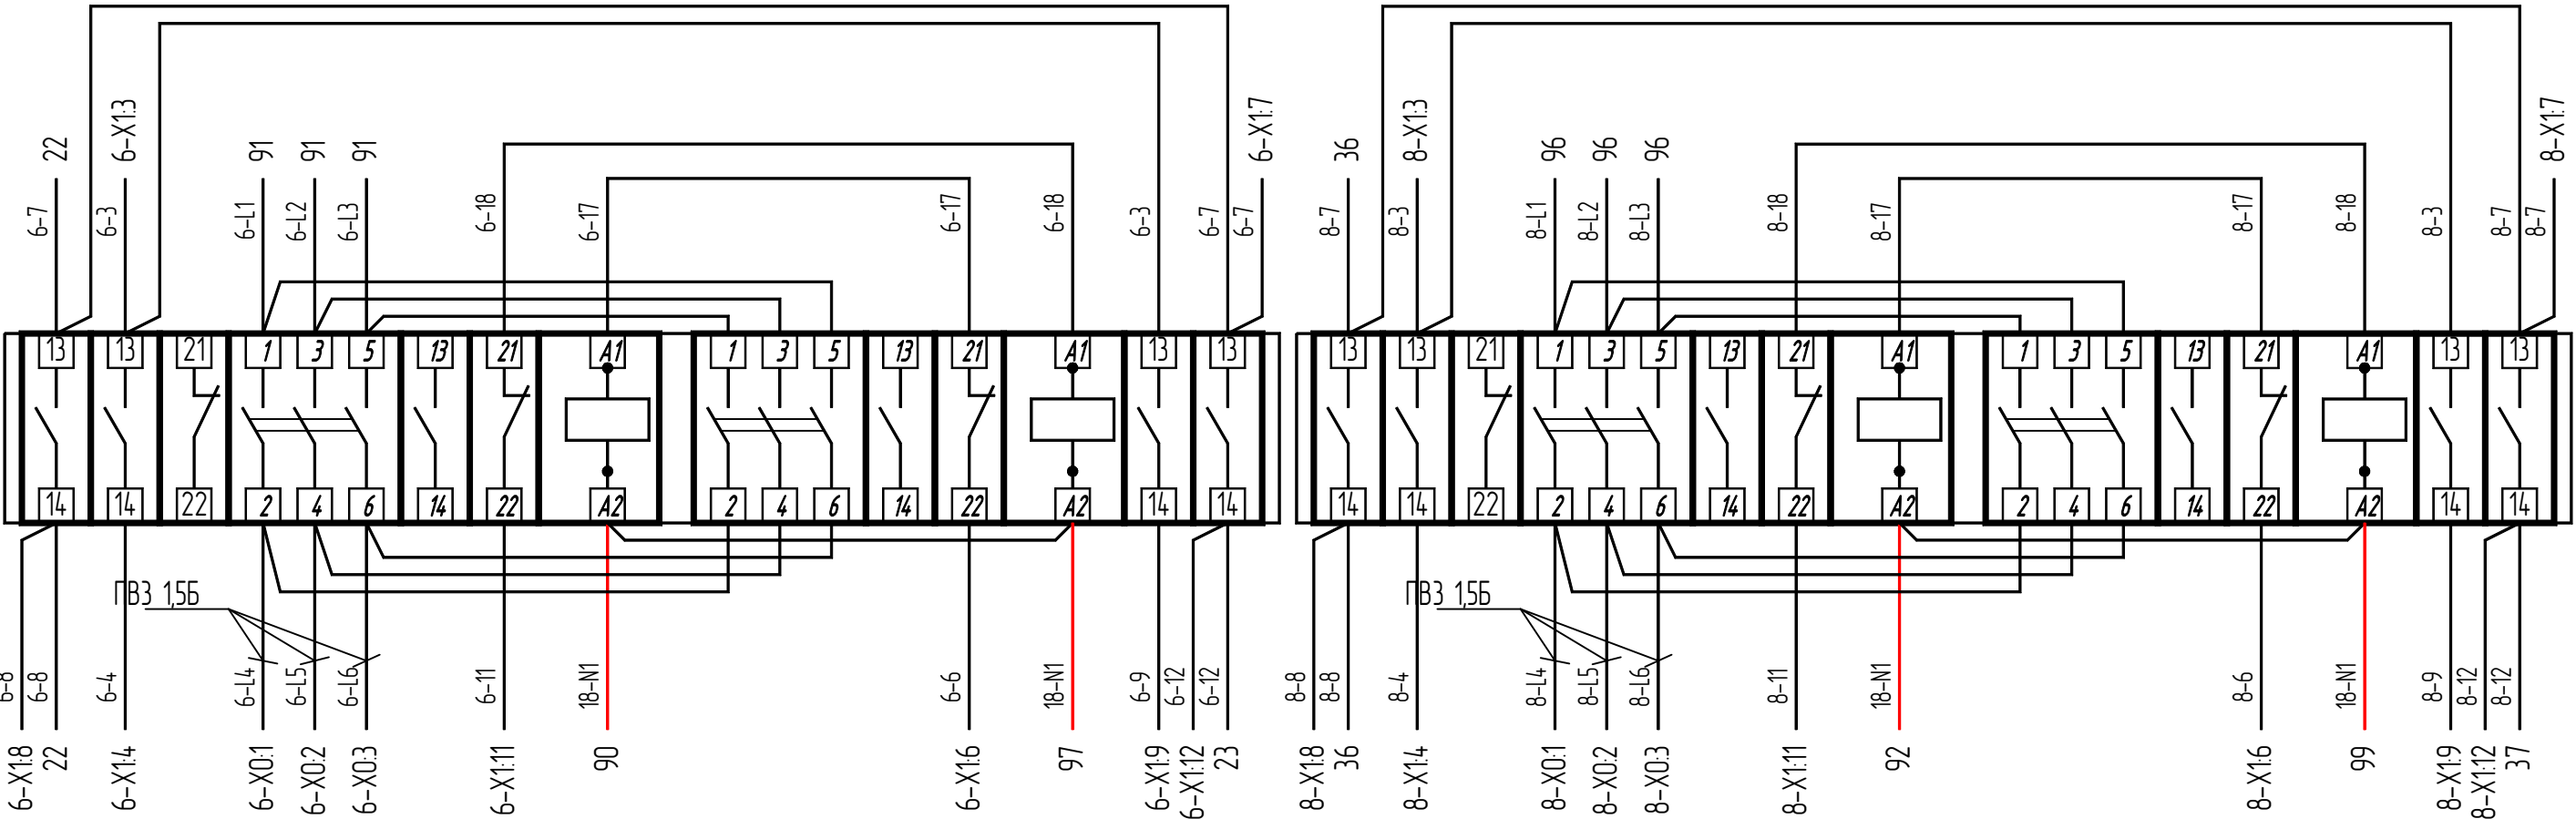 22 6-X1:3 91 91 91 6-X1:7 36 8-X1:3 96 96 96 8-X1:7
6-7 6-3 6-L1 6-L2 6-L3 6-18 6-17 6-17 6-18 6-3 6-7 6-7 8-7 8-3 8-L1 8-L2 8-L3 8-18 8-17 8-17 8-18 8-3 8-7 8-7
13 13 21 1 3 5 13 21 A1 1 3 5 13 21 A1 13 13 13 13 21 1 3 5 13 21 A1 1 3 5 13 21 A1 13 13
14 14 22 2 4 6 14 22 A2 2 4 6 14 22 A2 14 14 14 14 22 2 4 6 14 22 A2 2 4 6 14 22 A2 14 14
ПВ3 1,5Б ПВ3 1,5Б
6-8 6-8 6-4 6-L4 6-L5 6-L6 6-11 18-N1 6-6 18-N1 6-9 6-12 6-12 8-8 8-8 8-4 8-L4 8-L5 8-L6 8-11 18-N1 8-6 18-N1 8-9 8-12 8-12
6-X1:8 22 6-X1:4 6-X0:1 6-X0:2 6-X0:3 6-X1:11 90 6-X1:6 97 6-X1:9 6-X1:12 23 8-X1:8 36 8-X1:4 8-X0:1 8-X0:2 8-X0:3 8-X1:11 92 8-X1:6 99 8-X1:9 8-X1:12 37